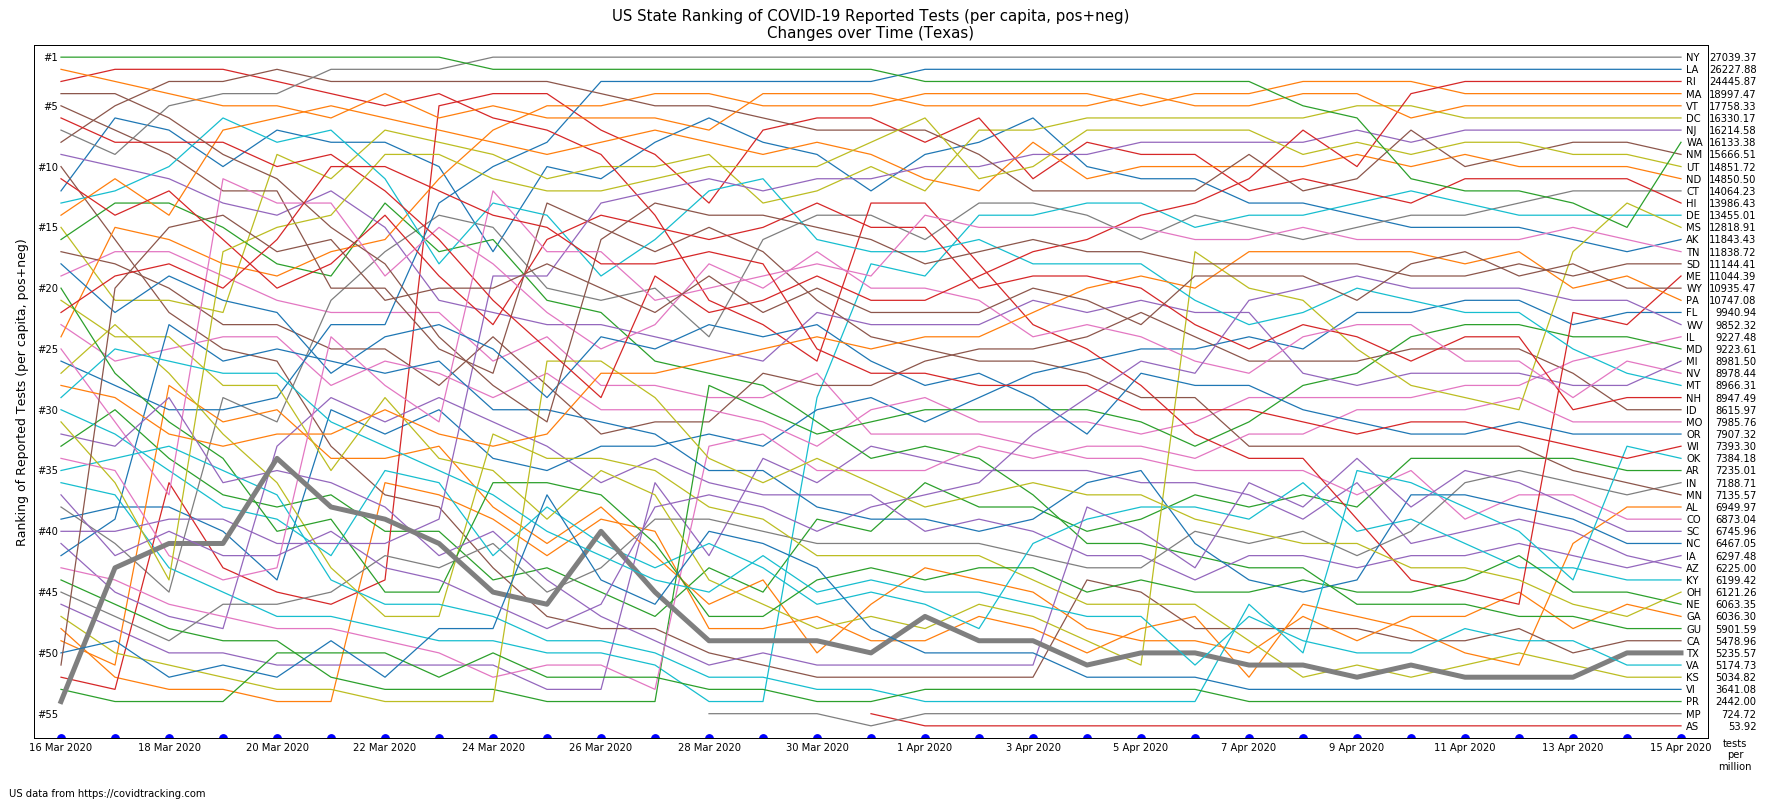 US State Ranking of COVID-19 Reported Tests (per capita, pos+neg)
Changes over Time (Texas)
Ranking of Reported Tests (per capita, pos+neg)
#1
#5
#10
#15
#20
#25
#30
#35
#40
#45
#50
#55
NY 27039.37
LA 26227.88
RI 24445.87
MA 18997.47
VT 17758.33
DC 16330.17
NJ 16214.58
WA 16133.38
NM 15666.51
UT 14851.72
ND 14850.50
CT 14064.23
HI 13986.43
DE 13455.01
MS 12818.91
AK 11843.43
TN 11838.72
SD 11144.41
ME 11044.39
WY 10935.47
PA 10747.08
FL 9940.94
WV 9852.32
IL 9227.48
MD 9223.61
MI 8981.50
NV 8978.44
MT 8966.31
NH 8947.49
ID 8615.97
MO 7985.76
OR 7907.32
WI 7393.30
OK 7384.18
AR 7235.01
IN 7188.71
MN 7135.57
AL 6949.97
CO 6873.04
SC 6745.96
NC 6467.05
IA 6297.48
AZ 6225.00
KY 6199.42
OH 6121.26
NE 6063.35
GA 6036.30
GU 5901.59
CA 5478.96
TX 5235.57
VA 5174.73
KS 5034.82
VI 3641.08
PR 2442.00
MP 724.72
AS 53.92
16 Mar 2020 18 Mar 2020 20 Mar 2020 22 Mar 2020 24 Mar 2020 26 Mar 2020 28 Mar 2020 30 Mar 2020 1 Apr 2020 3 Apr 2020 5 Apr 2020 7 Apr 2020 9 Apr 2020 11 Apr 2020 13 Apr 2020 15 Apr 2020
tests
per
million
US data from https://covidtracking.com